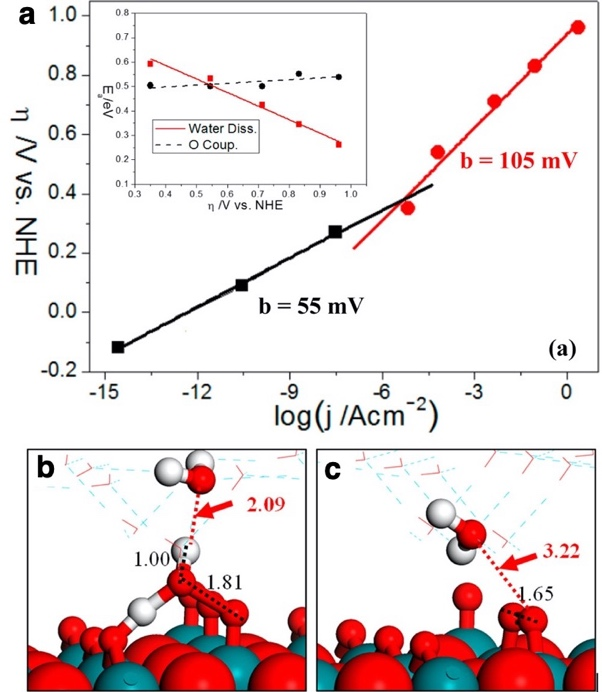 a
1.0
0.8
0.6
0.4
0.2
0.0
-0.2
η /V vs. NHE
-15 -12 -9 -6 -3 0
log(j /Acm⁻²)
0.8
0.7
0.6
0.5
0.4
0.3
0.2
0.1
Eₐ/eV
Water Diss.
O Coup.
0.3 0.4 0.5 0.6 0.7 0.8 0.9 1.0
η /V vs. NHE
b = 105 mV
b = 55 mV
(a)
b
2.09
1.00
1.81
c
3.22
1.65